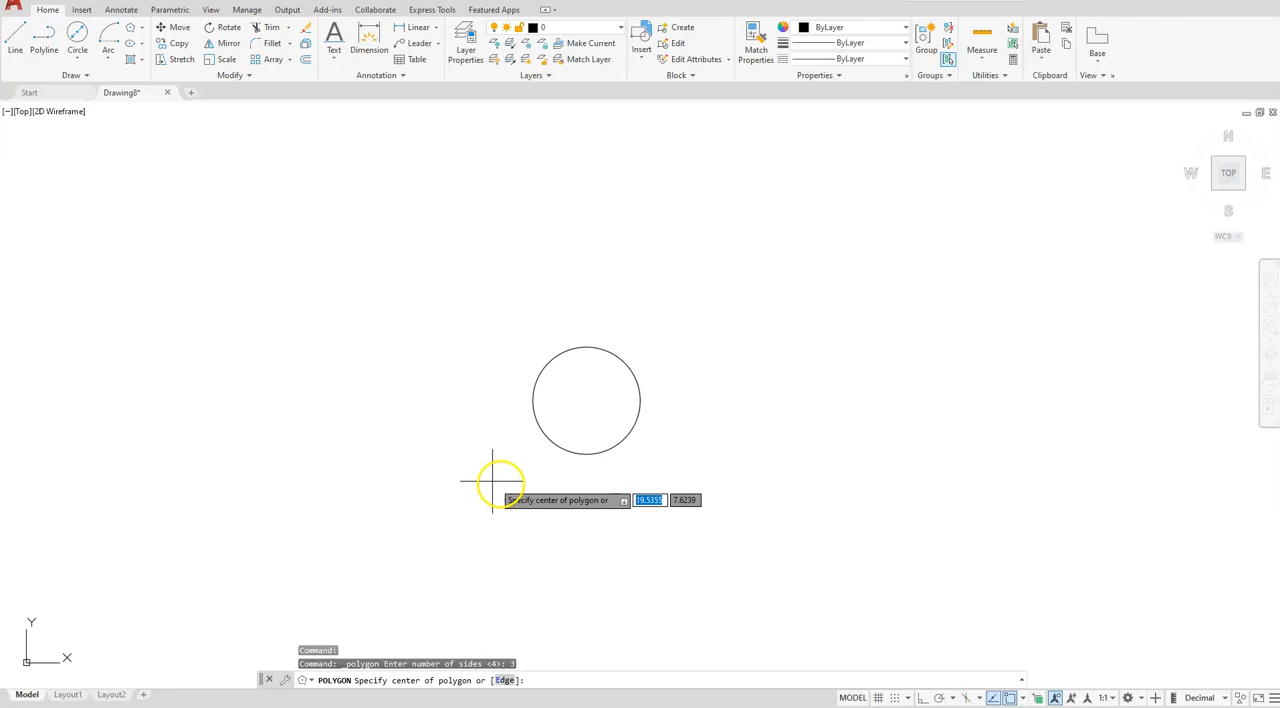 Home Insert Annotate Parametric View Manage Output Add-ins Collaborate Express Tools Featured Apps
Line Polyline Circle Arc
Move Rotate Trim
Copy Mirror Fillet
Stretch Scale Array
Text Dimension
Linear
Leader
Table
Layer Properties
0
Make Current
Match Layer
Insert
Create
Edit
Edit Attributes
Match Properties
ByLayer
ByLayer
ByLayer
Group
Measure
Paste
Base
Draw Modify Annotation Layers Block Properties Groups Utilities Clipboard View
Start Drawing8*
[−][Top][2D Wireframe]
N
W TOP E
S
WCS
Specify center of polygon or 19.5355 7.6239
Y
X
Command:
Command: _polygon Enter number of sides <4>: 3
POLYGON Specify center of polygon or [Edge]:
Model Layout1 Layout2 +
MODEL 1:1 Decimal